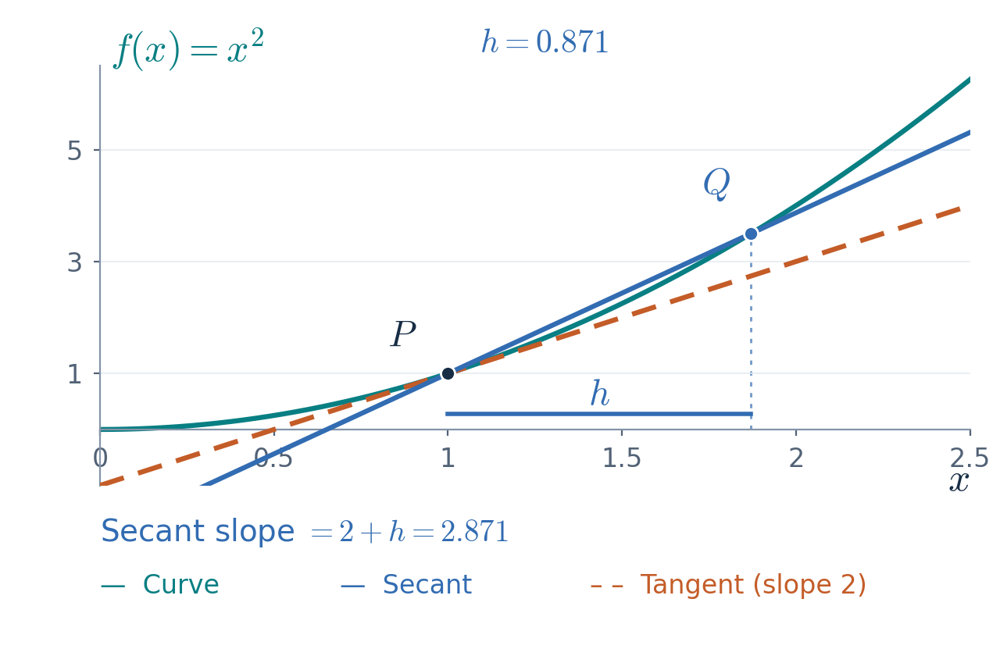 f(x) = x²
h = 0.871
5
3
1
Q
P
h
0 0.5 1 1.5 2 2.5
x
Secant slope = 2 + h = 2.871
— Curve — Secant – – Tangent (slope 2)